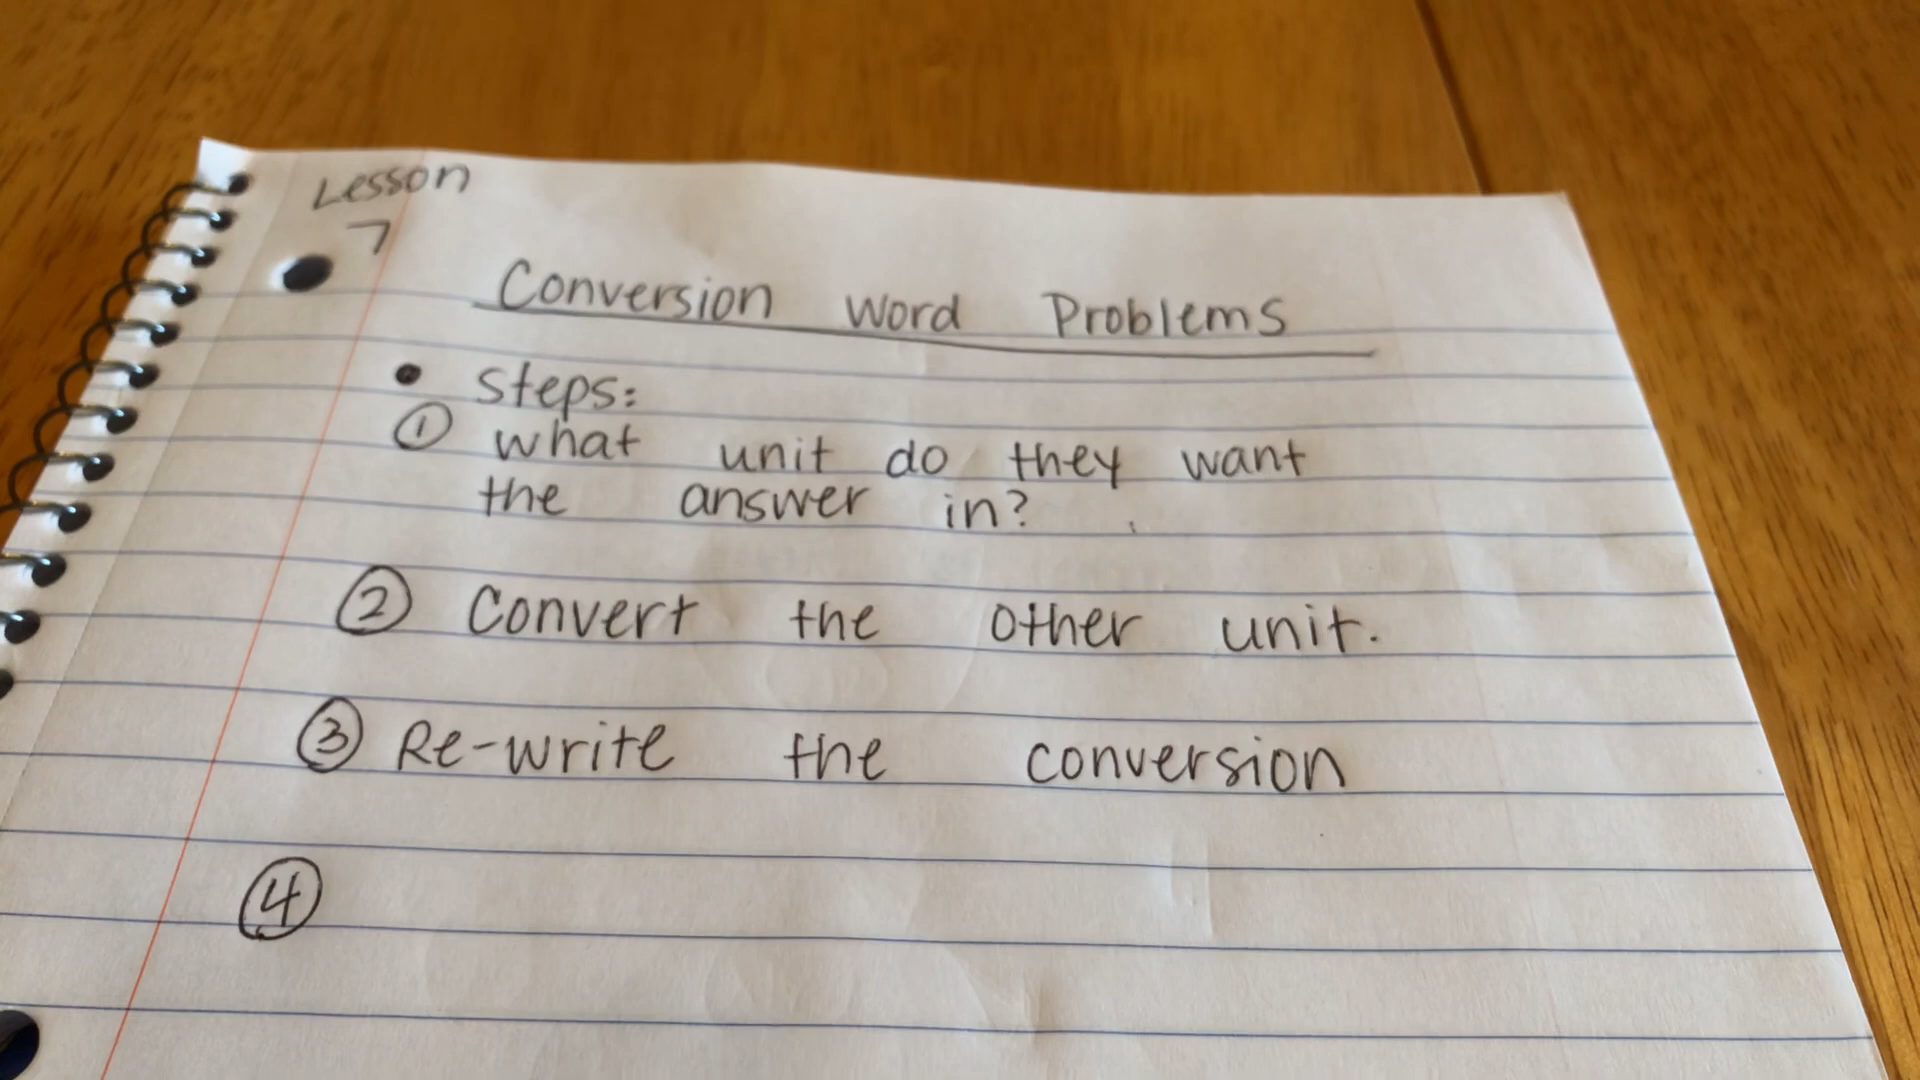 Lesson
7
Conversion Word Problems
• Steps:
① What unit do they want
the answer in?
② Convert the other unit.
③ Re-write the conversion
④